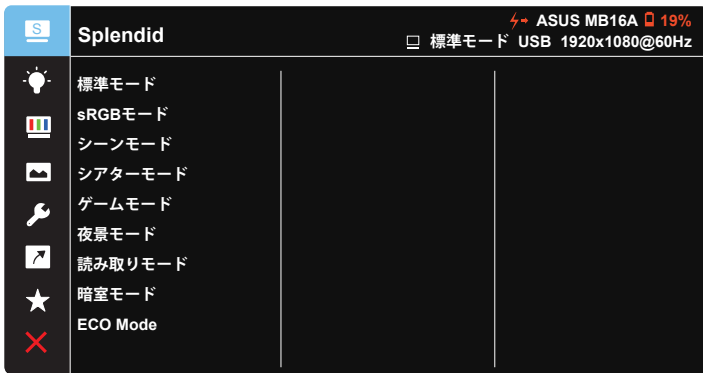 S
Splendid
ASUS MB16A 19%
標準モード USB 1920x1080@60Hz
標準モード
sRGBモード
シーンモード
シアターモード
ゲームモード
夜景モード
読み取りモード
暗室モード
ECO Mode